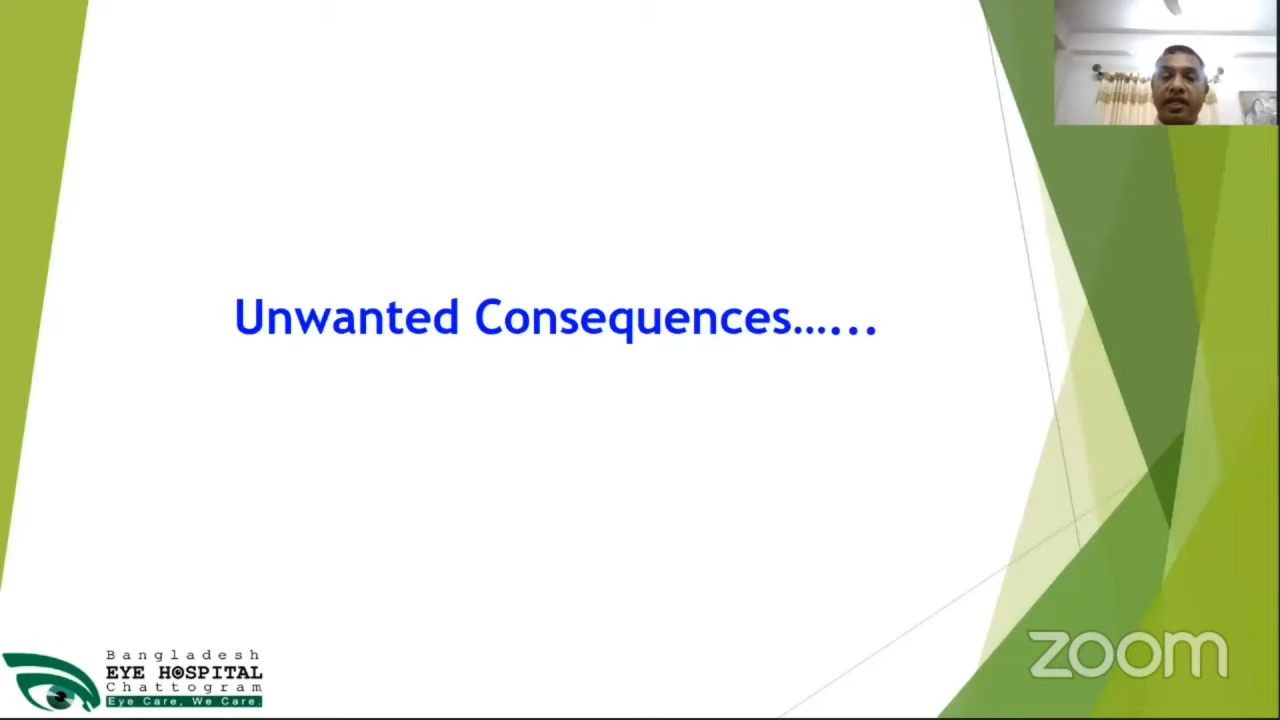 Unwanted Consequences......
Bangladesh
EYE HOSPITAL
Chattogram
Eye Care, We Care.
zoom